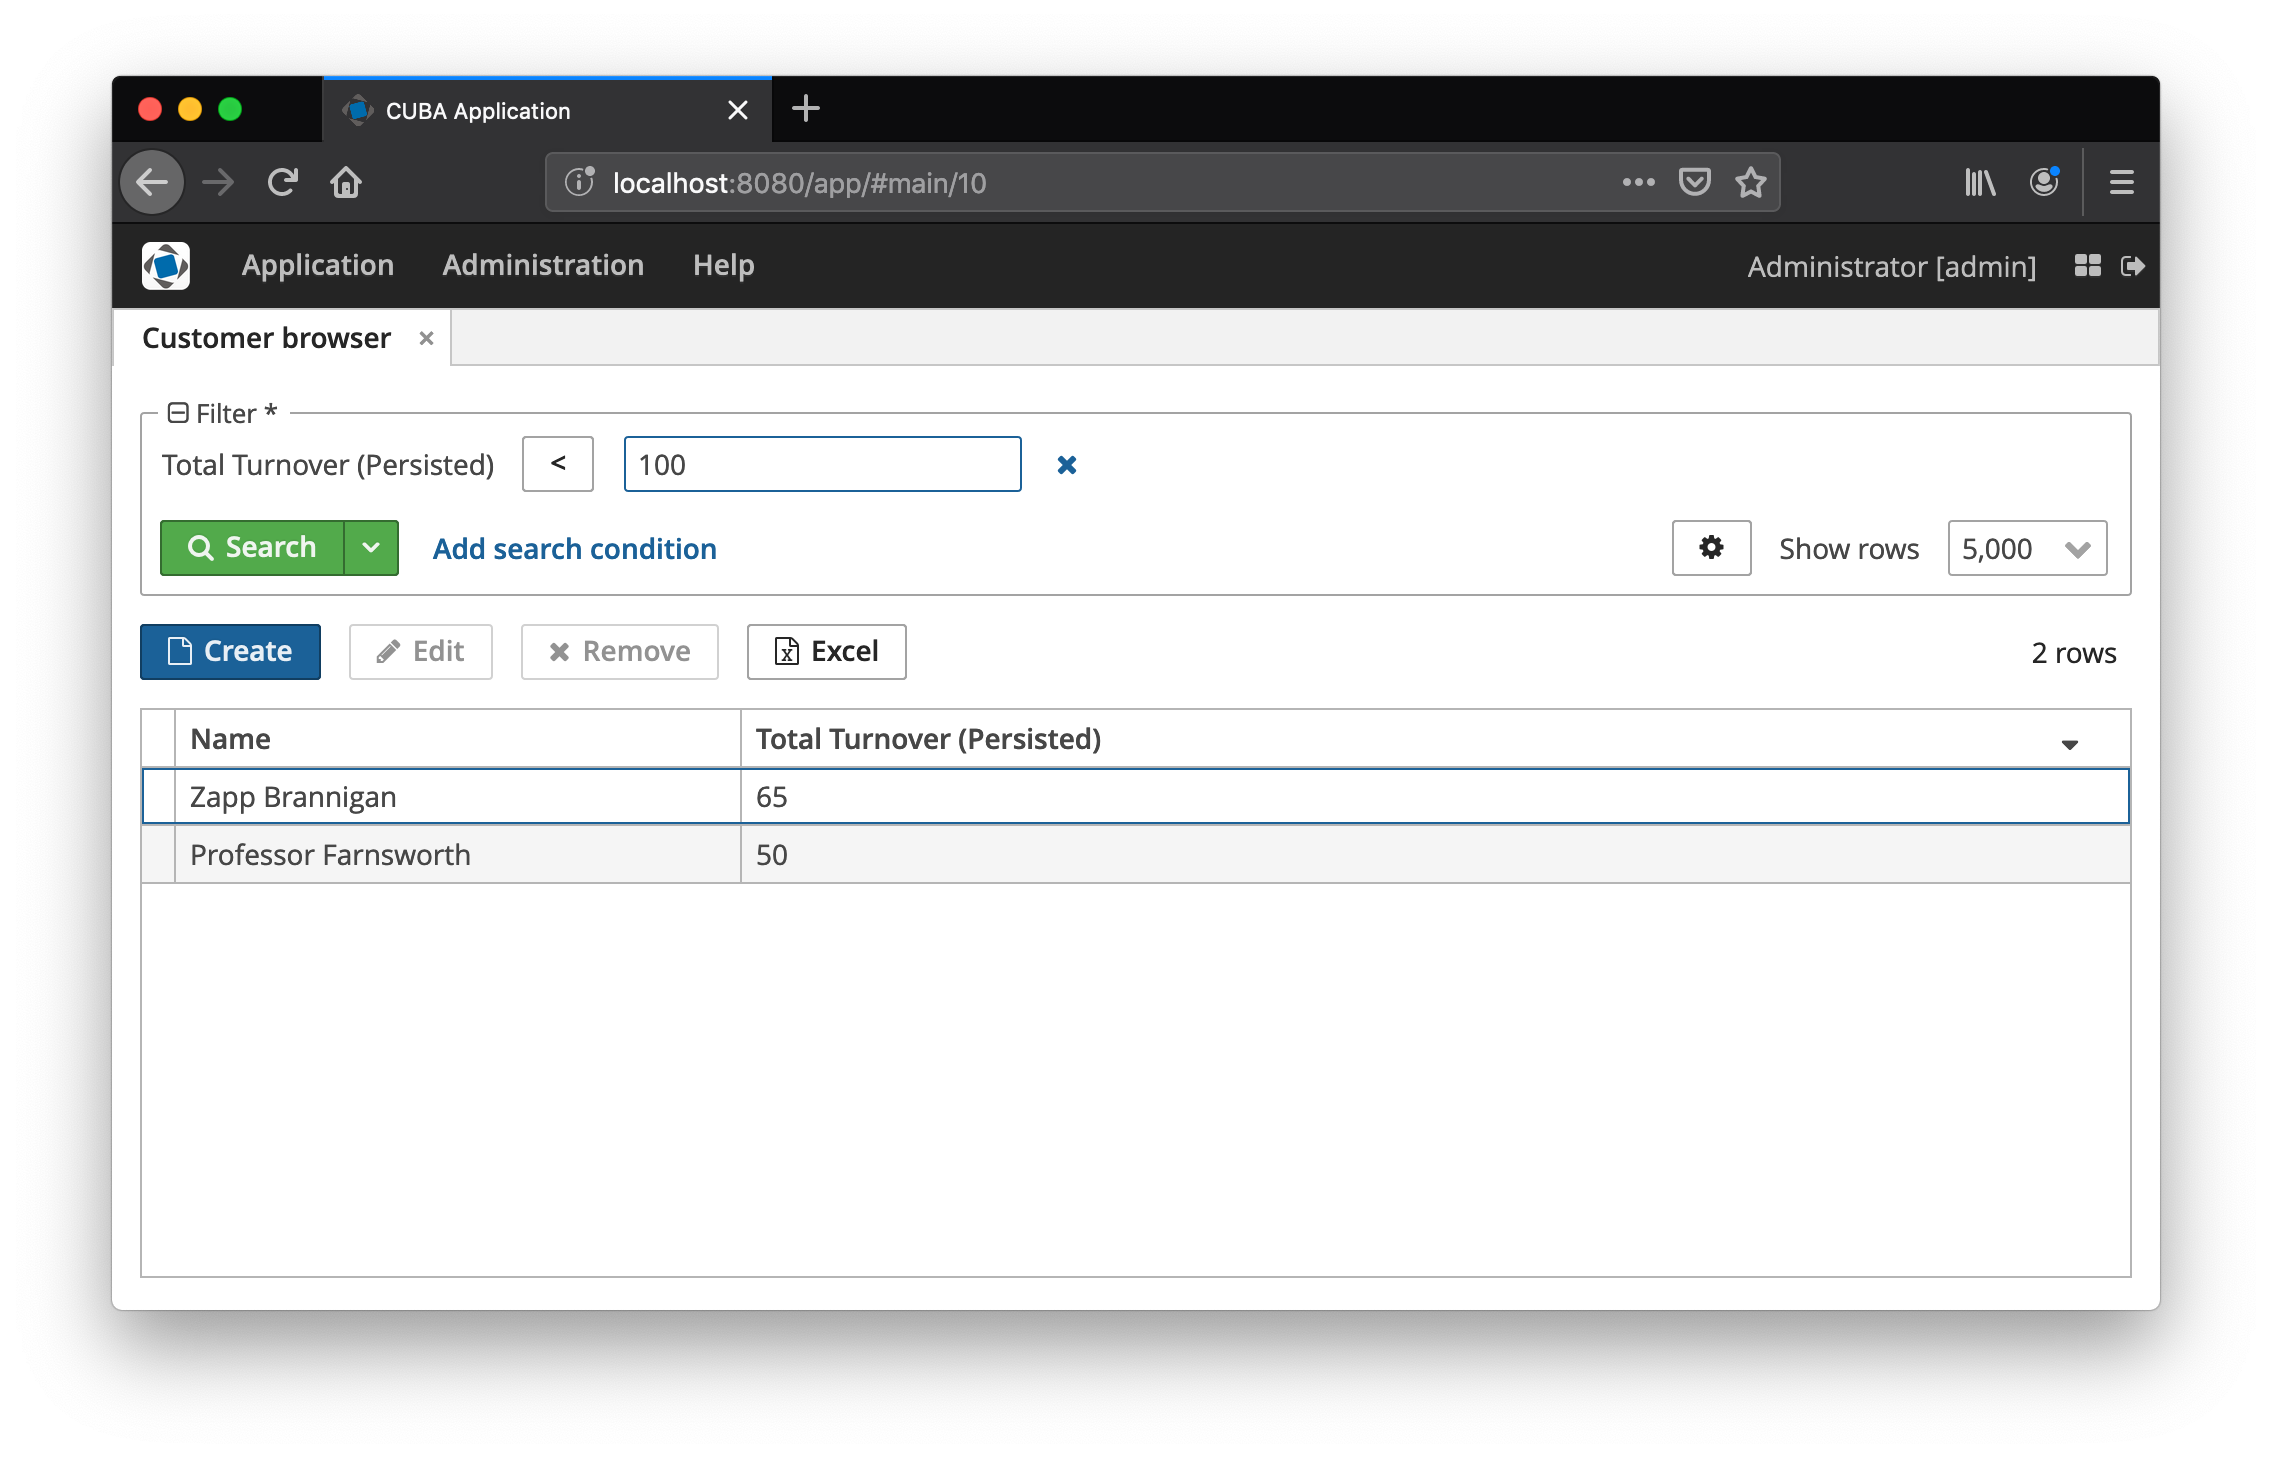 CUBA Application
localhost:8080/app/#main/10
Application Administration Help Administrator [admin]
Customer browser
Filter *
Total Turnover (Persisted) < 100
Search Add search condition Show rows 5,000
Create Edit Remove Excel 2 rows
Name Total Turnover (Persisted)
Zapp Brannigan 65
Professor Farnsworth 50